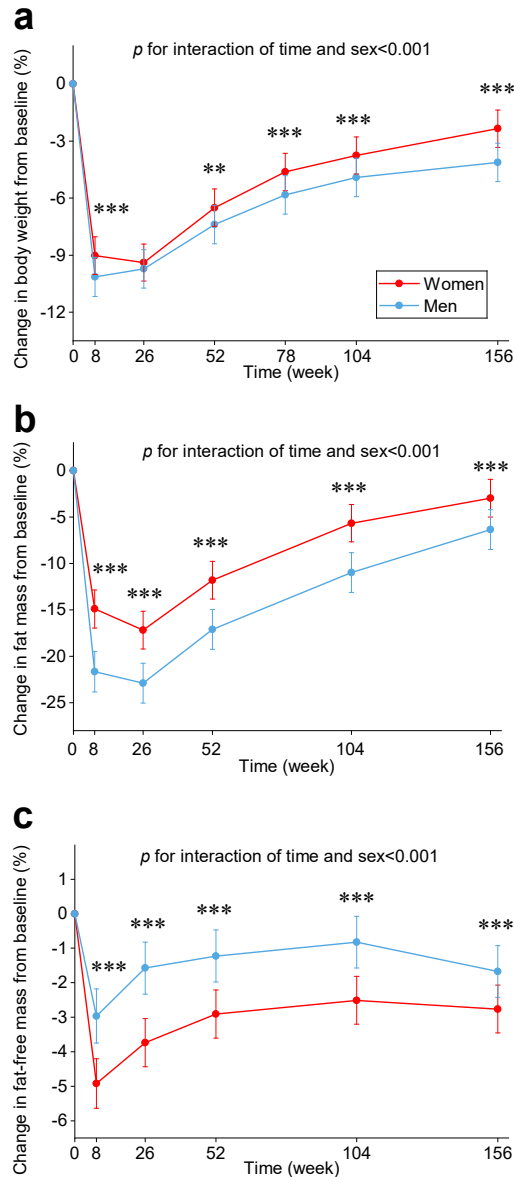 a
p for interaction of time and sex<0.001
Change in body weight from baseline (%)
0
-3
-6
-9
-12
***
**
***
***
***
Women
Men
0 8 26 52 78 104 156
Time (week)
b
p for interaction of time and sex<0.001
Change in fat mass from baseline (%)
0
-5
-10
-15
-20
-25
***
***
***
***
***
0 8 26 52 104 156
Time (week)
c
p for interaction of time and sex<0.001
Change in fat-free mass from baseline (%)
1
0
-1
-2
-3
-4
-5
-6
***
***
***
***
***
0 8 26 52 104 156
Time (week)